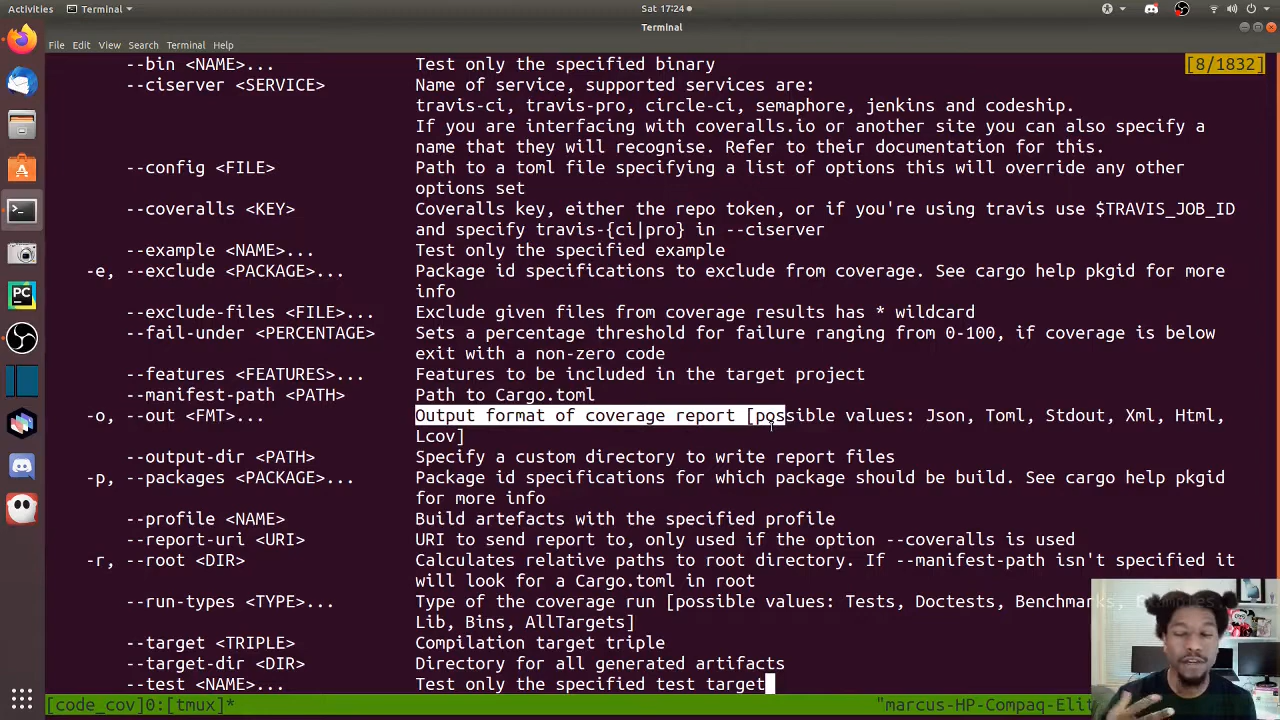 Activities
Terminal
Sat 17:24
Terminal
File Edit View Search Terminal Help
[8/1832]
--bin <NAME>... Test only the specified binary
--ciserver <SERVICE> Name of service, supported services are:
travis-ci, travis-pro, circle-ci, semaphore, jenkins and codeship.
If you are interfacing with coveralls.io or another site you can also specify a
name that they will recognise. Refer to their documentation for this.
--config <FILE> Path to a toml file specifying a list of options this will override any other
options set
--coveralls <KEY> Coveralls key, either the repo token, or if you're using travis use $TRAVIS_JOB_ID
and specify travis-{ci|pro} in --ciserver
--example <NAME>... Test only the specified example
-e, --exclude <PACKAGE>... Package id specifications to exclude from coverage. See cargo help pkgid for more
info
--exclude-files <FILE>... Exclude given files from coverage results has * wildcard
--fail-under <PERCENTAGE> Sets a percentage threshold for failure ranging from 0-100, if coverage is below
exit with a non-zero code
--features <FEATURES>... Features to be included in the target project
--manifest-path <PATH> Path to Cargo.toml
-o, --out <FMT>... Output format of coverage report [possible values: Json, Toml, Stdout, Xml, Html,
Lcov]
--output-dir <PATH> Specify a custom directory to write report files
-p, --packages <PACKAGE>... Package id specifications for which package should be build. See cargo help pkgid
for more info
--profile <NAME> Build artefacts with the specified profile
--report-uri <URI> URI to send report to, only used if the option --coveralls is used
-r, --root <DIR> Calculates relative paths to root directory. If --manifest-path isn't specified it
will look for a Cargo.toml in root
--run-types <TYPE>... Type of the coverage run [possible values: Tests, Doctests, Benchmarks,
Lib, Bins, AllTargets]
--target <TRIPLE> Compilation target triple
--target-dir <DIR> Directory for all generated artifacts
--test <NAME>... Test only the specified test target
[code_cov]0:[tmux]* "marcus-HP-Compaq-Elit
PC